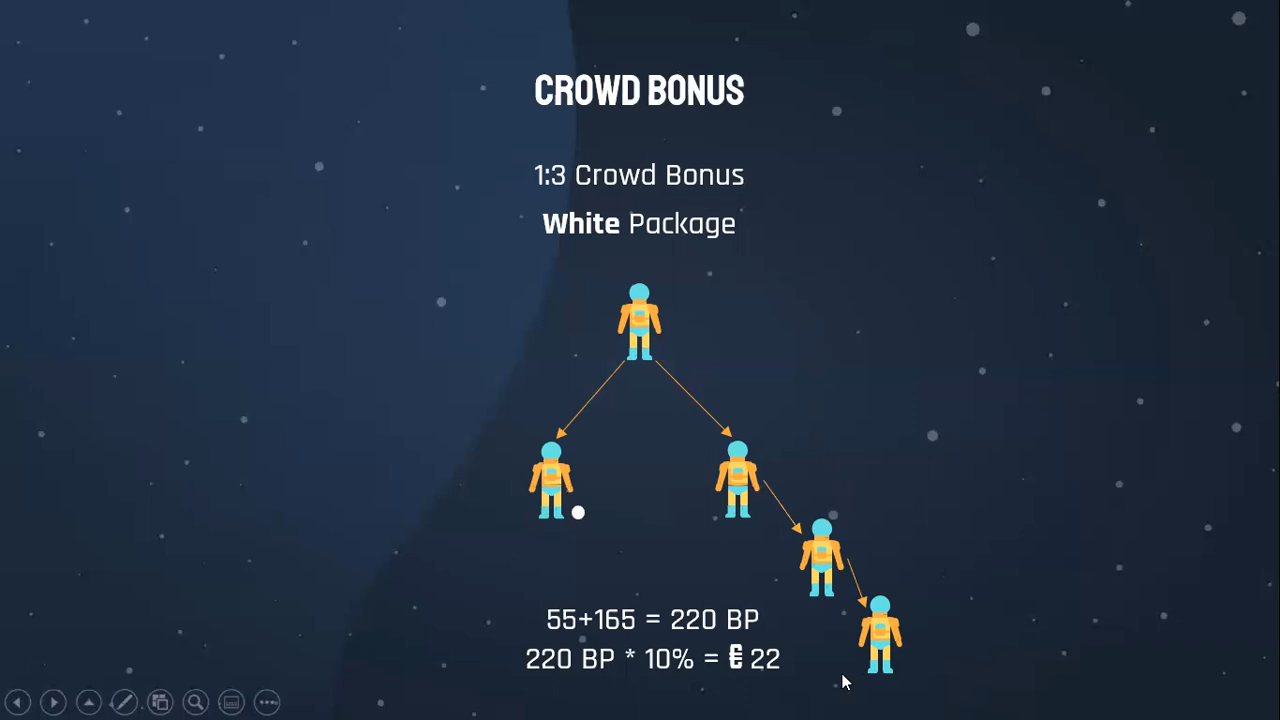 CROWD BONUS
1:3 Crowd Bonus
White Package
55+165 = 220 BP
220 BP * 10% = € 22